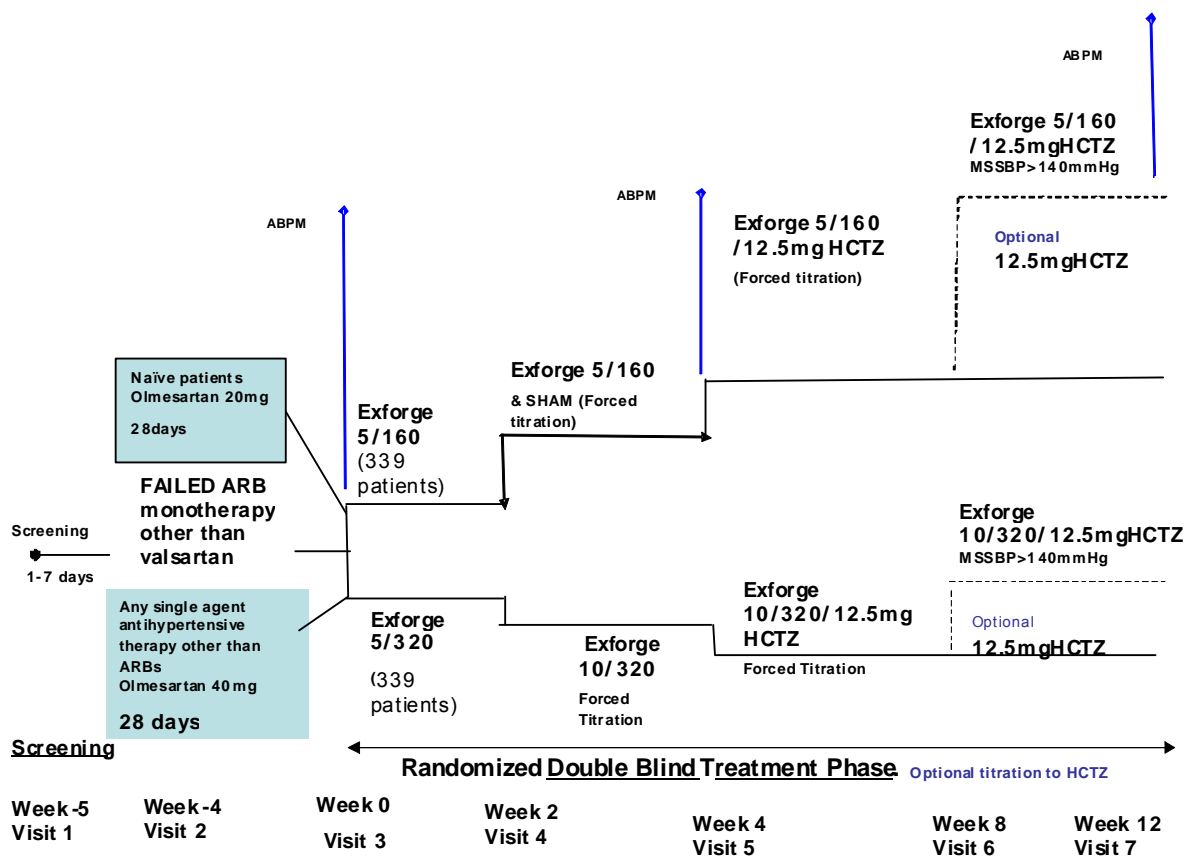 ABPM
Exforge 5/160
/ 12.5mgHCTZ
MSSBP>140mmHg
Optional
12.5mgHCTZ
ABPM
Exforge 5/160
/12.5mg HCTZ
(Forced titration)
ABPM
Exforge 5/160
& SHAM (Forced
titration)
Naïve patients
Olmesartan 20mg
28days
Exforge
5/160
(339
patients)
FAILED ARB
monotherapy
other than
valsartan
Screening
1-7 days
Any single agent
antihypertensive
therapy other than
ARBs
Olmesartan 40mg
28 days
Exforge
5/320
(339
patients)
Exforge
10/320
Forced
Titration
Exforge
10/320/12.5mg
HCTZ
Forced Titration
Exforge
10/320/12.5mgHCTZ
MSSBP>140mmHg
Optional
12.5mgHCTZ
Screening
Randomized Double Blind Treatment Phase. Optional titration to HCTZ
Week -5
Visit 1
Week -4
Visit 2
Week 0
Visit 3
Week 2
Visit 4
Week 4
Visit 5
Week 8
Visit 6
Week 12
Visit 7